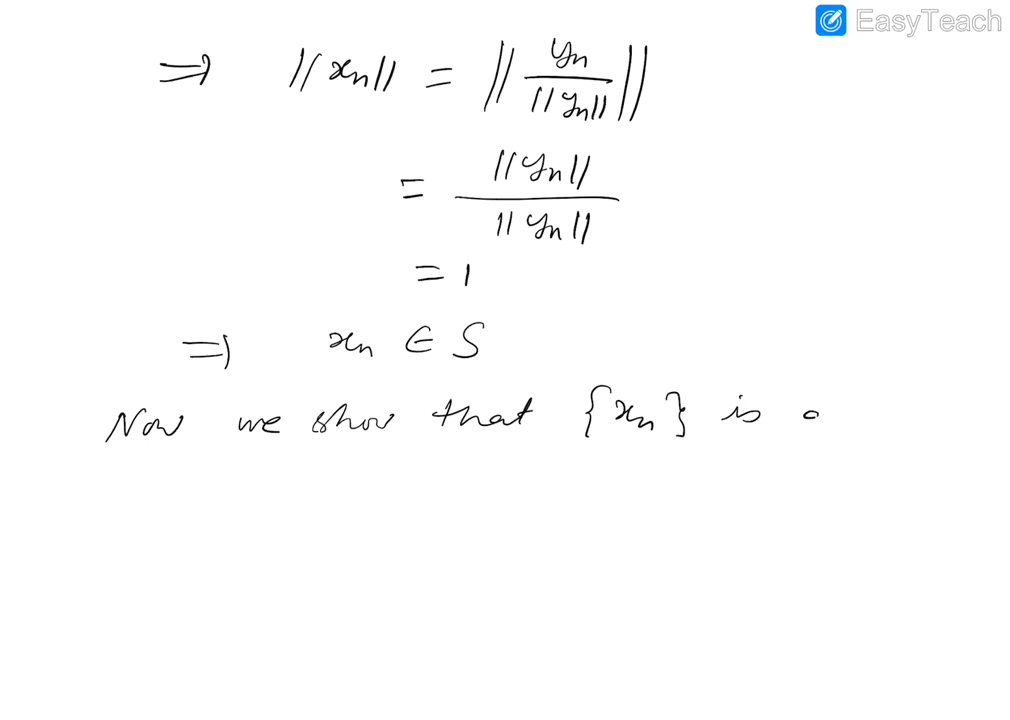 EasyTeach
⇒ ||xn|| = || yn / ||yn|| ||
= ||yn|| / ||yn||
= 1
⇒ xn ∈ S
Now we show that {xn} is a